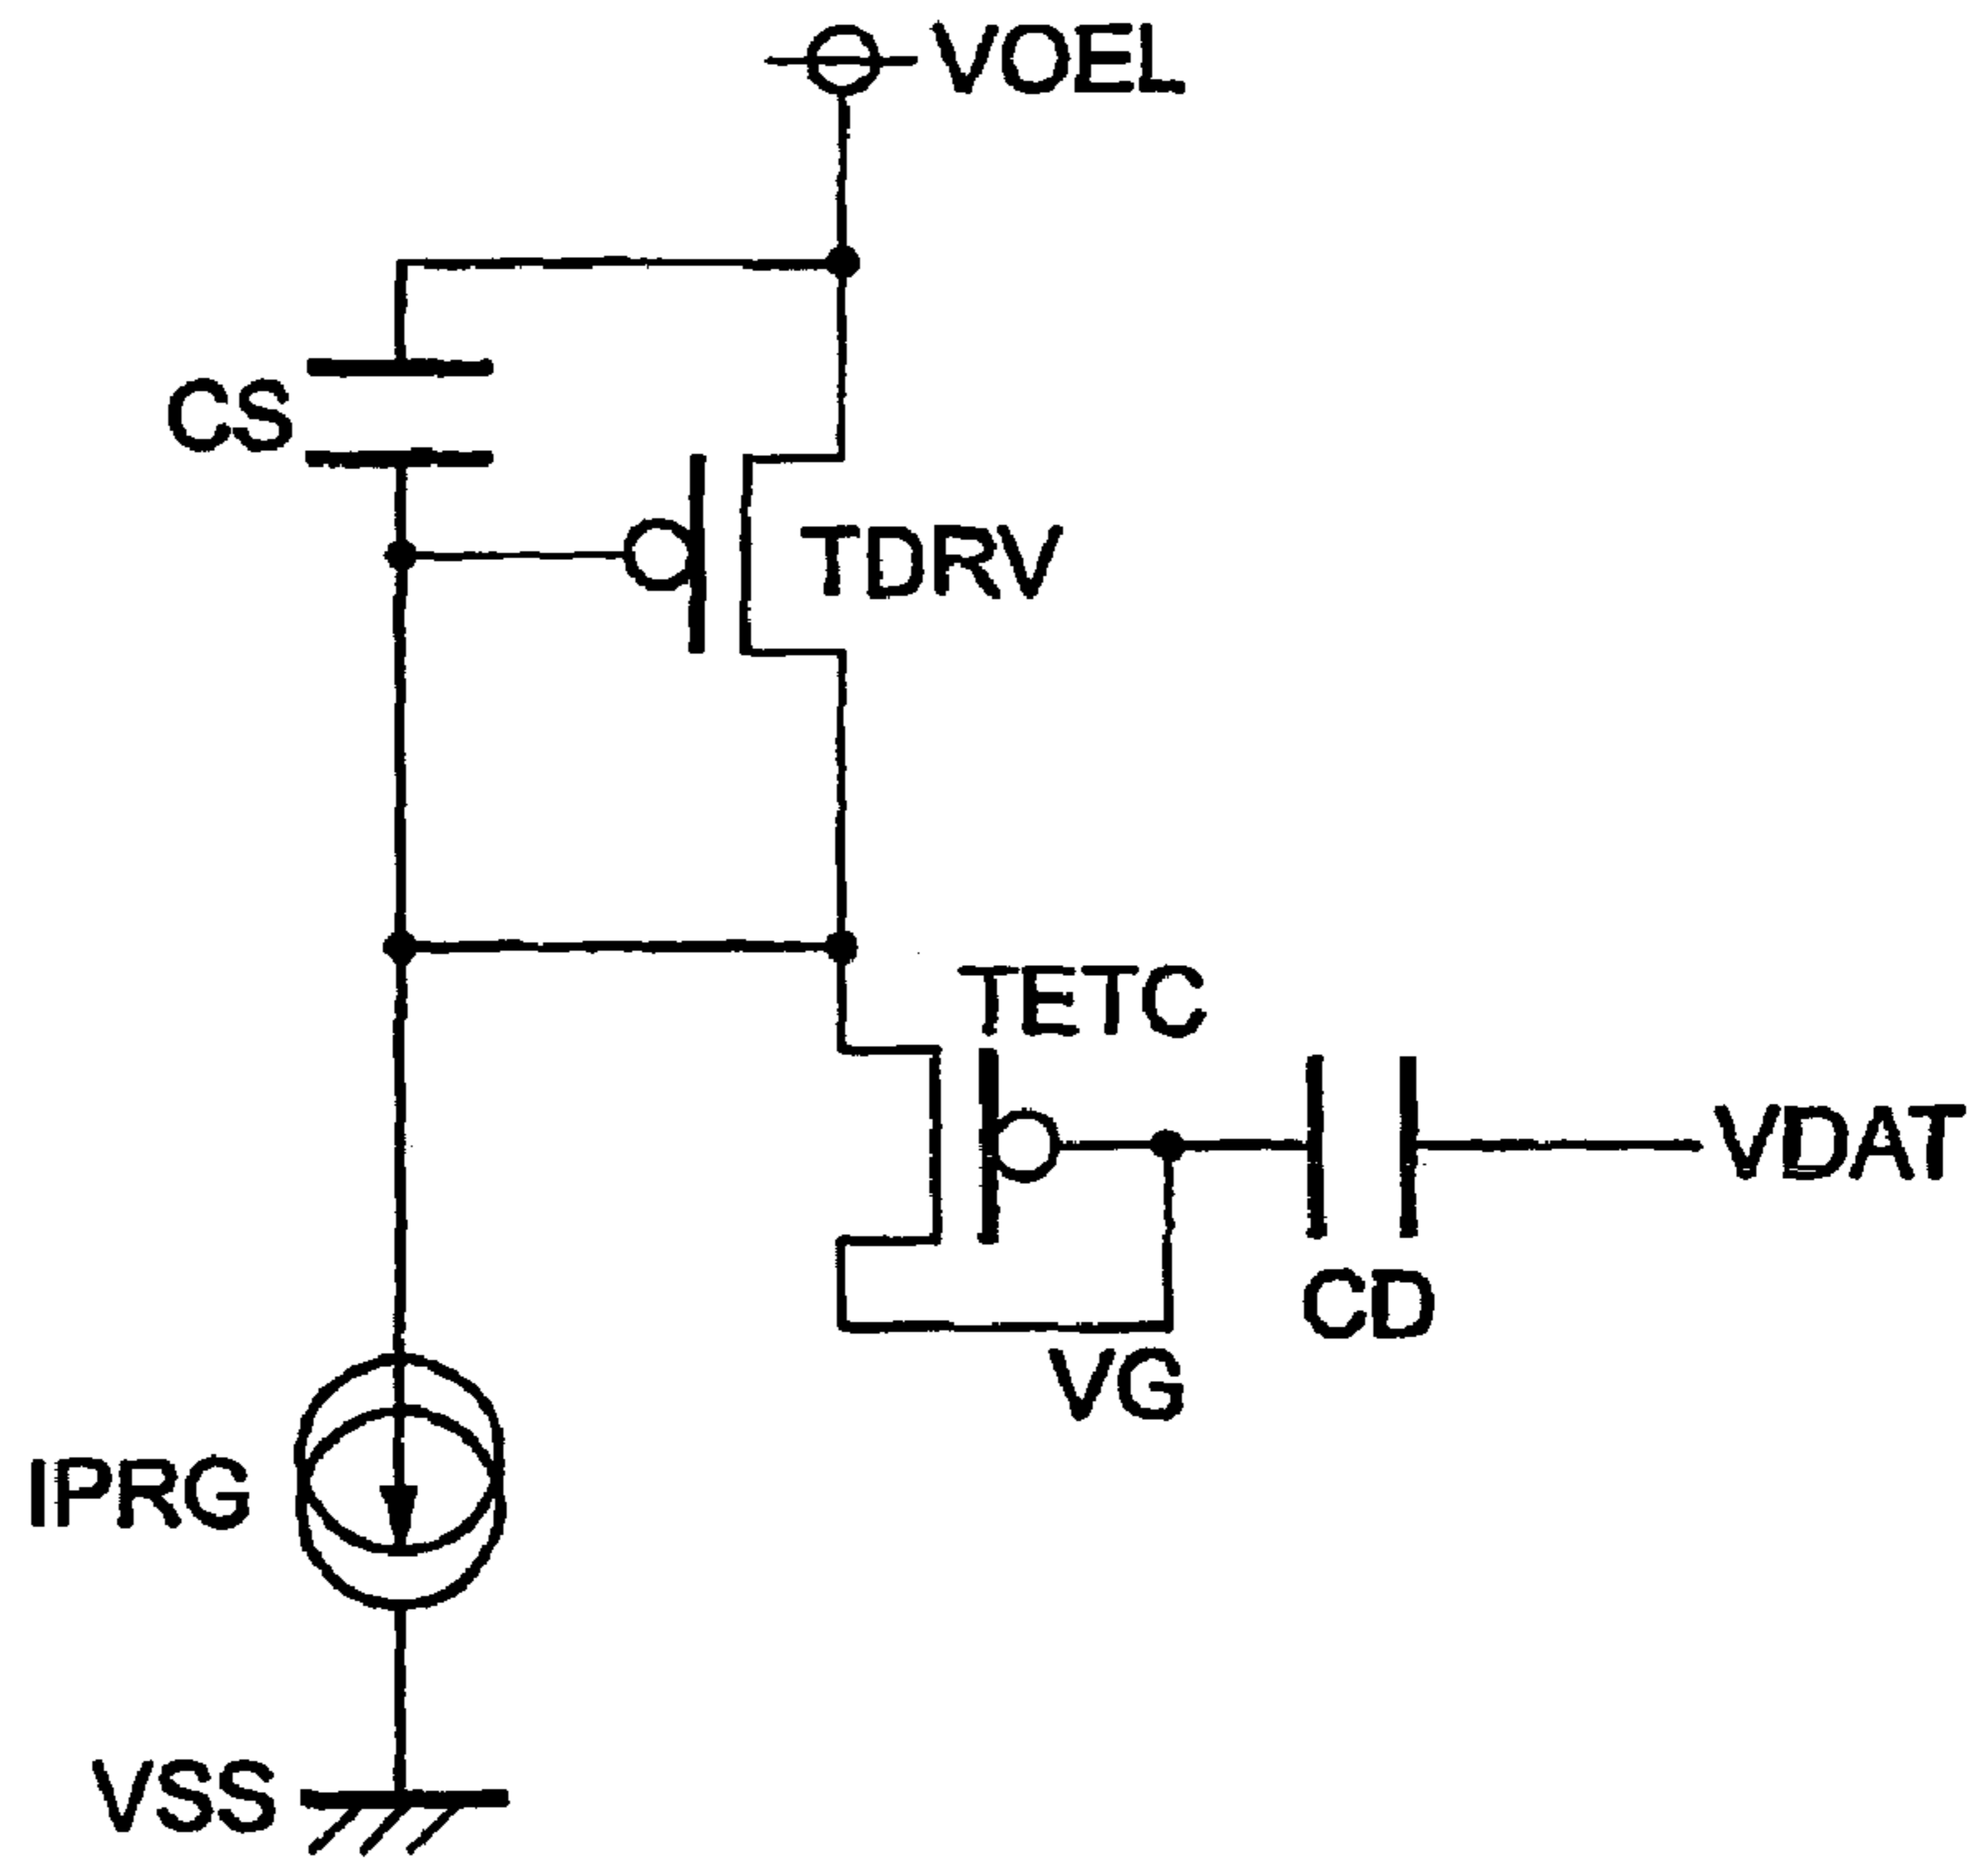 VOEL
CS
TDRV
TETC
VDAT
CD
VG
IPRG
VSS